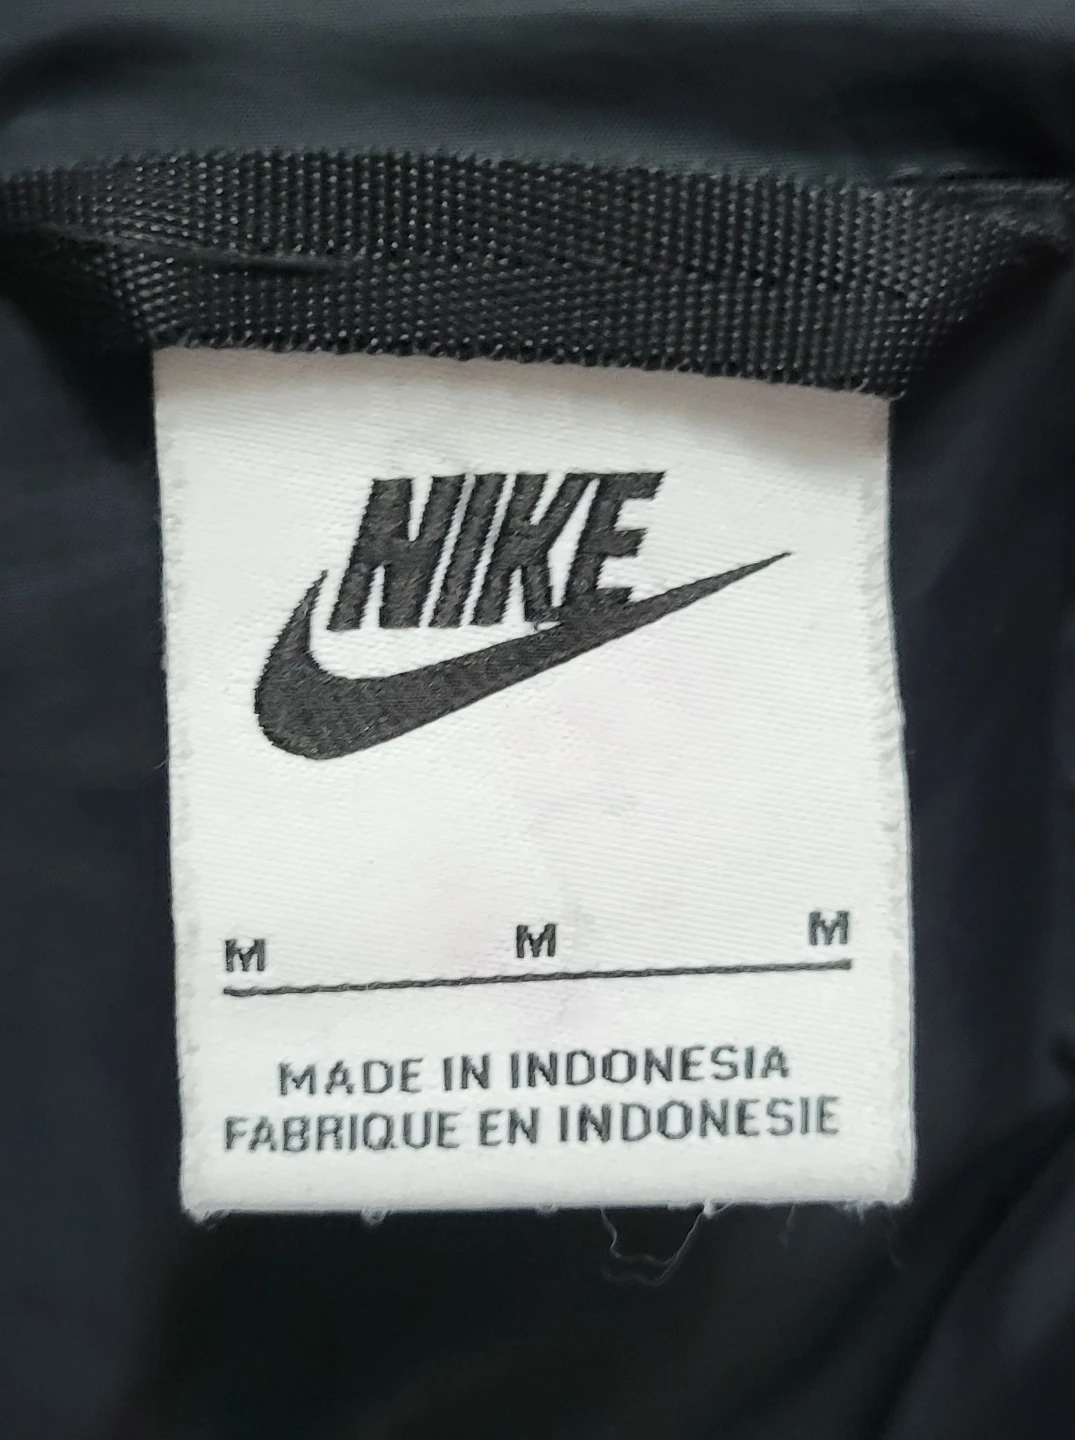 NIKE
M M M
MADE IN INDONESIA
FABRIQUE EN INDONESIE